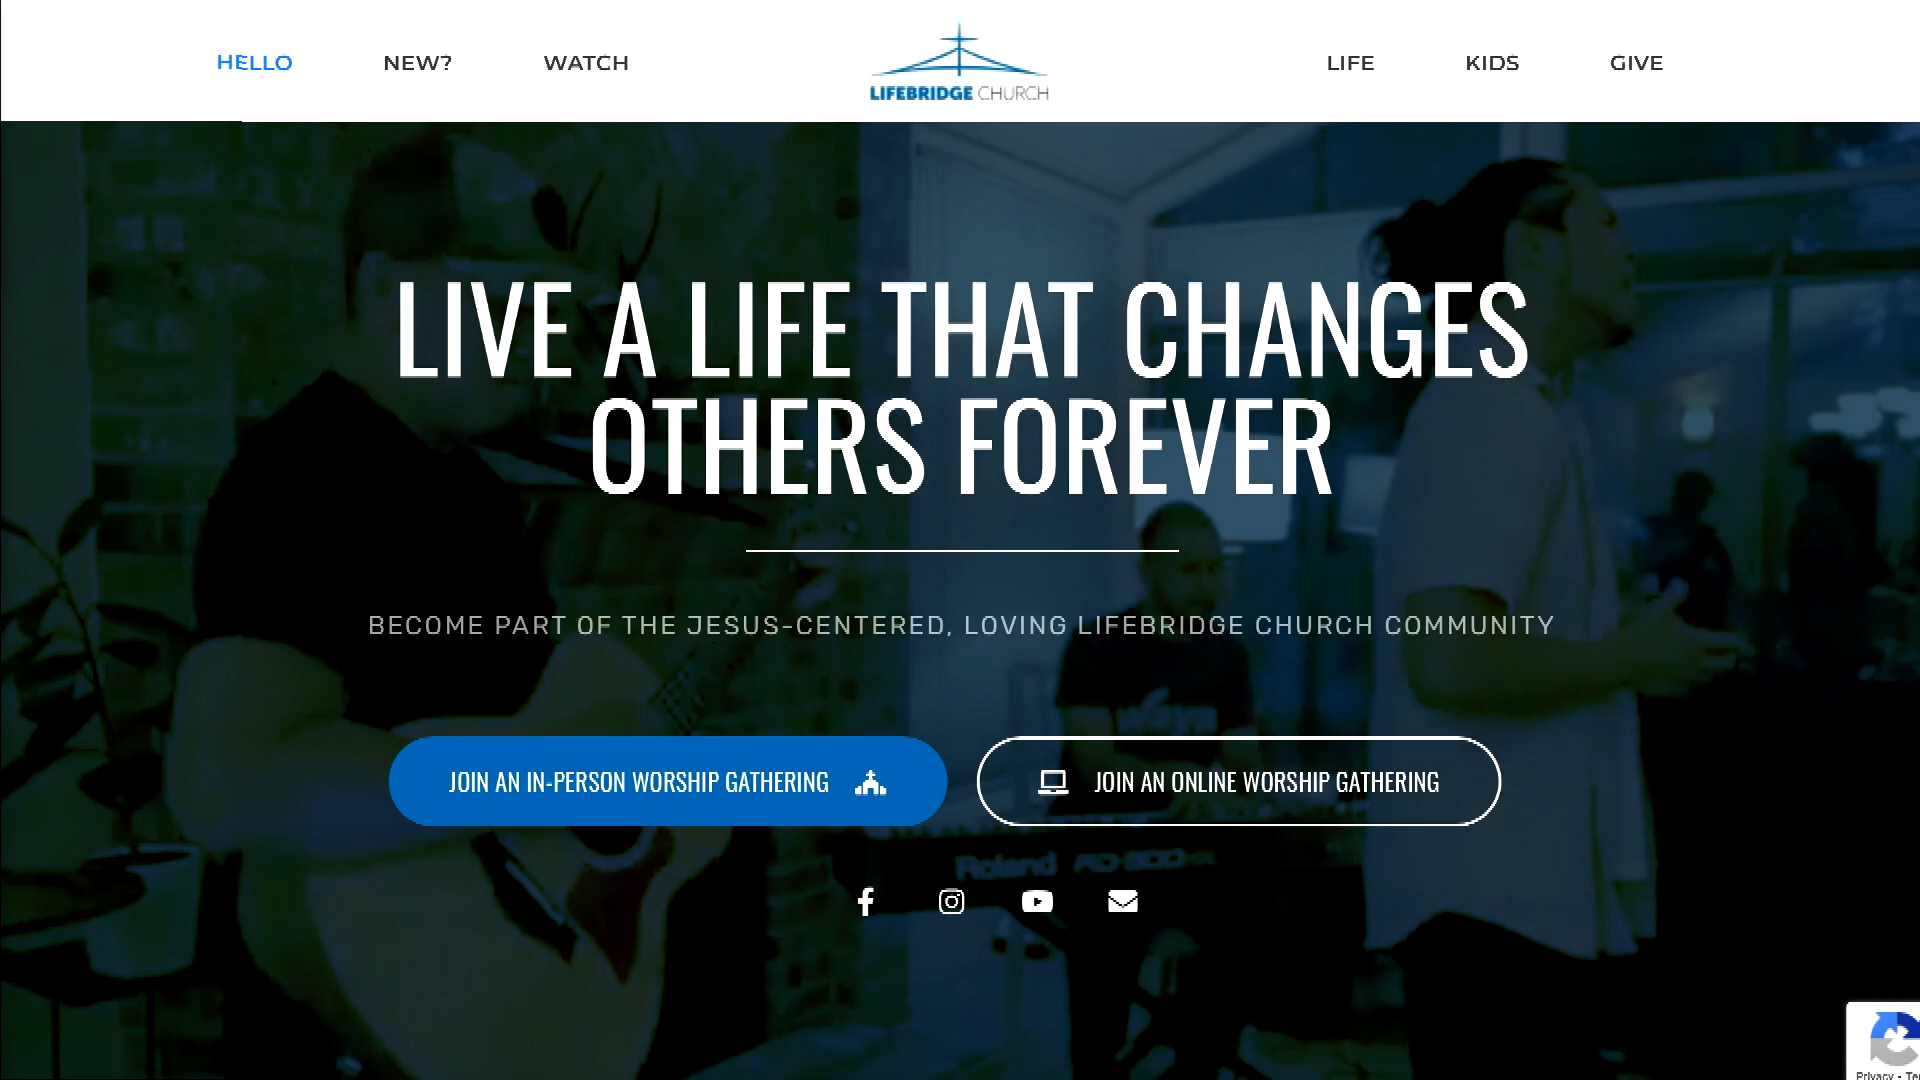 HELLO
NEW?
WATCH
LIFEBRIDGE CHURCH
LIFE
KIDS
GIVE
LIVE A LIFE THAT CHANGES
OTHERS FOREVER
BECOME PART OF THE JESUS-CENTERED, LOVING LIFEBRIDGE CHURCH COMMUNITY
JOIN AN IN-PERSON WORSHIP GATHERING
JOIN AN ONLINE WORSHIP GATHERING
Roland
Privacy -